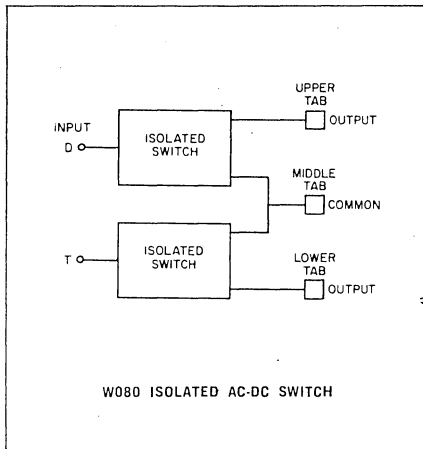 UPPER
TAB
OUTPUT
INPUT
D
ISOLATED
SWITCH
MIDDLE
TAB
COMMON
T
ISOLATED
SWITCH
LOWER
TAB
OUTPUT
W080 ISOLATED AC-DC SWITCH